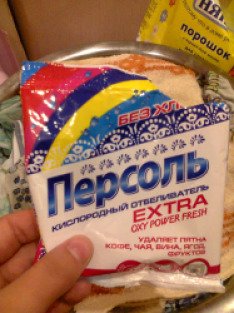 порошок
БЕЗ ХЛ
Персоль
КИСЛОРОДНЫЙ ОТБЕЛИВАТЕЛЬ
EXTRA
OXY POWER FRESH
УДАЛЯЕТ ПЯТНА
КОФЕ, ЧАЯ, ВИНА, ЯГОД,
ФРУКТОВ